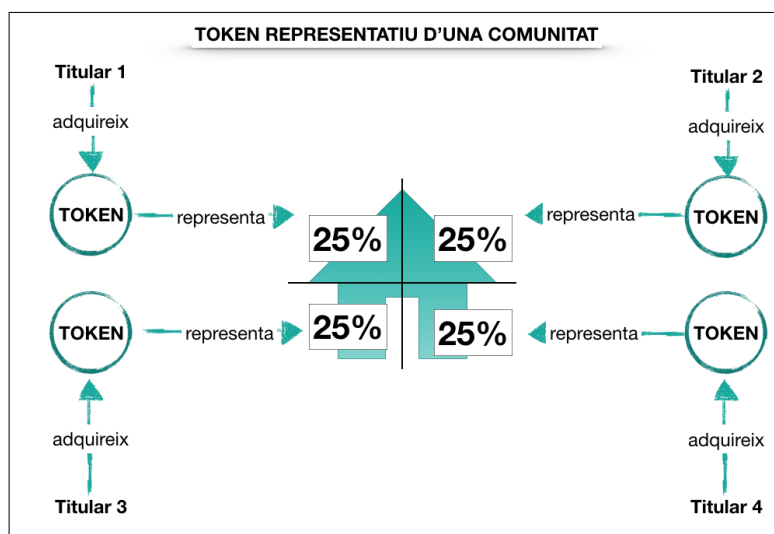 TOKEN REPRESENTATIU D’UNA COMUNITAT
Titular 1
Titular 2
adquireix
adquireix
TOKEN
representa
25%
25%
representa
TOKEN
TOKEN
representa
25%
25%
representa
TOKEN
adquireix
adquireix
Titular 3
Titular 4